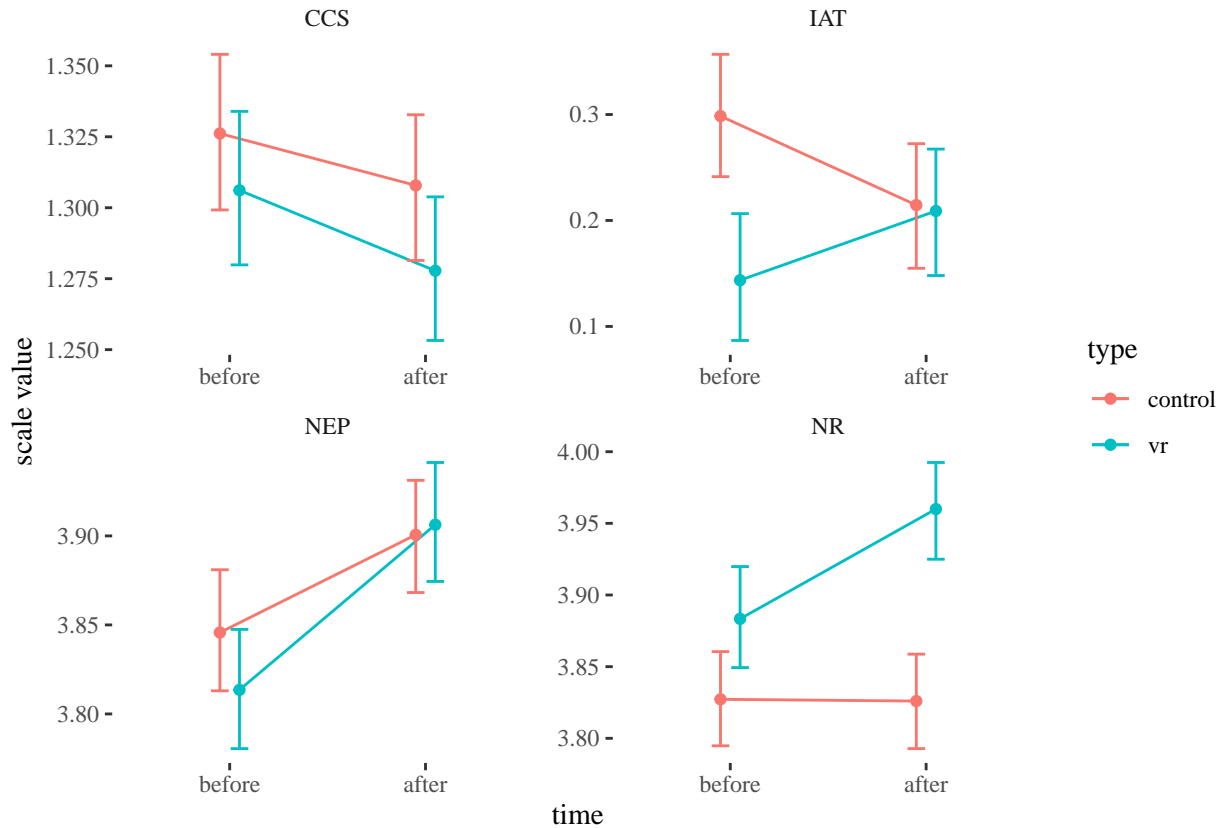 CCS
IAT
1.350
1.325
1.300
1.275
1.250
0.3
0.2
0.1
before
after
before
after
NEP
NR
3.90
3.85
3.80
4.00
3.95
3.90
3.85
3.80
before
after
before
after
scale value
time
type
control
vr